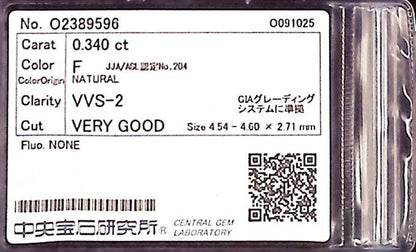 No. O2389596 O091025
Carat 0.340 ct
Color F JJA/AGL認定No.204
ColorOrigin NATURAL
Clarity VVS-2 GIAグレーディング
システムに準拠
Cut VERY GOOD Size 4.54 - 4.60 × 2.71 mm
Fluo. NONE
中央宝石研究所® CENTRAL GEM
LABORATORY